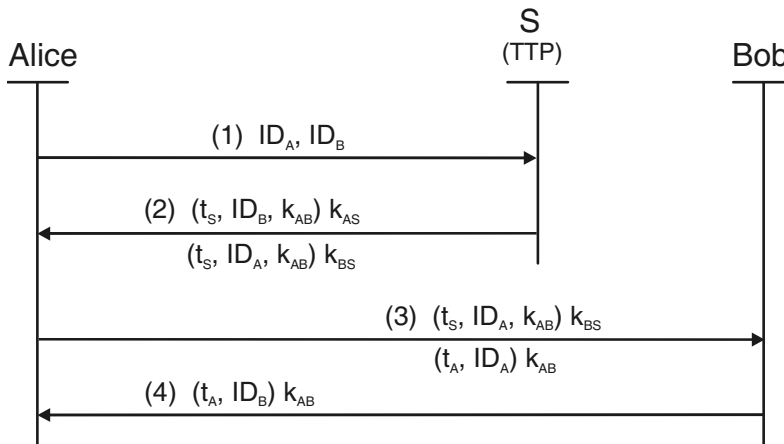 S
Alice (TTP) Bob
(1) ID_A, ID_B
(2) (t_S, ID_B, k_AB) k_AS
(t_S, ID_A, k_AB) k_BS
(3) (t_S, ID_A, k_AB) k_BS
(t_A, ID_A) k_AB
(4) (t_A, ID_B) k_AB